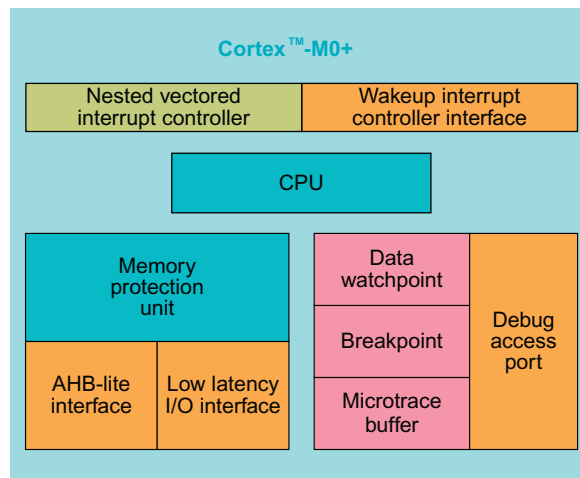 Cortex™-M0+
Nested vectored
interrupt controller
Wakeup interrupt
controller interface
CPU
Memory
protection
unit
AHB-lite
interface
Low latency
I/O interface
Data
watchpoint
Breakpoint
Microtrace
buffer
Debug
access
port